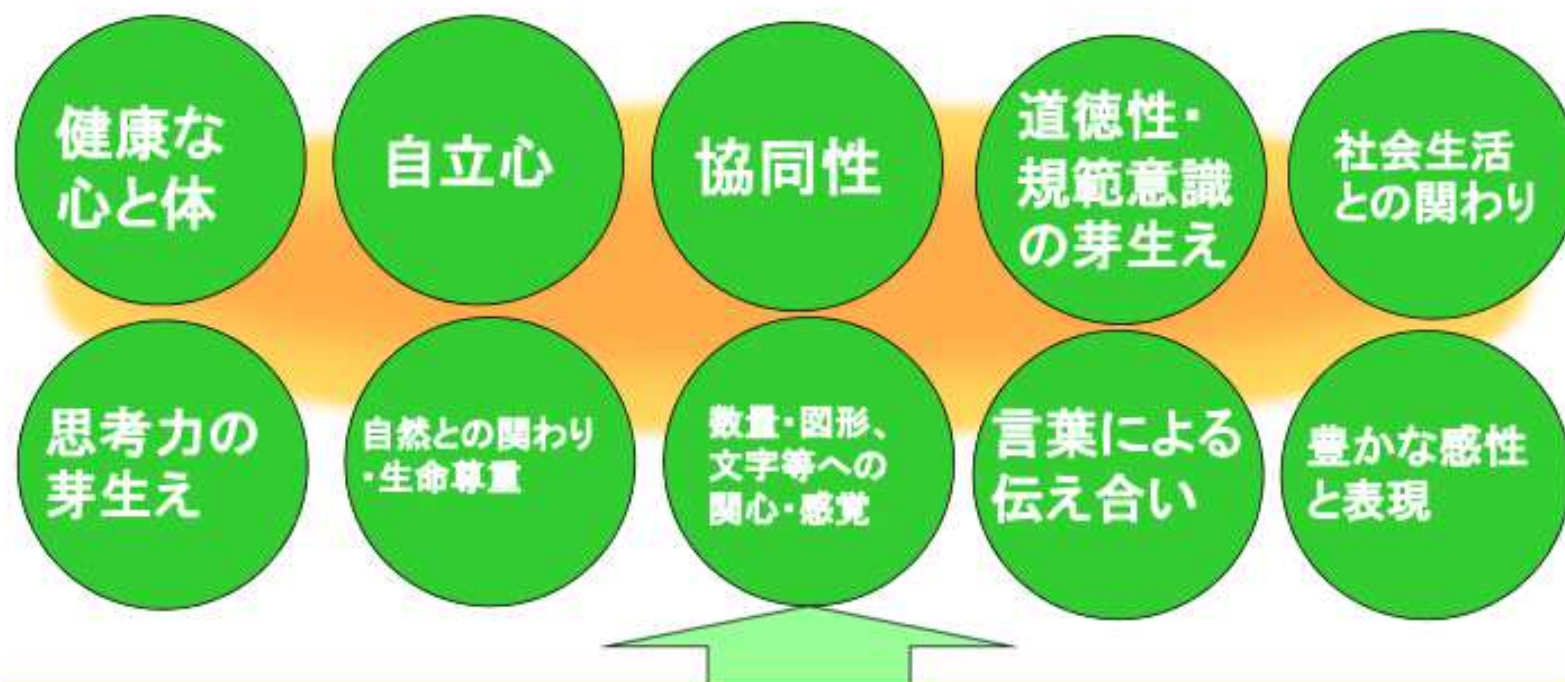 健康な
心と体
自立心
協同性
道徳性・
規範意識
の芽生え
社会生活
との関わり
思考力の
芽生え
自然との関わり
・生命尊重
数量・図形、
文字等への
関心・感覚
言葉による
伝え合い
豊かな感性
と表現